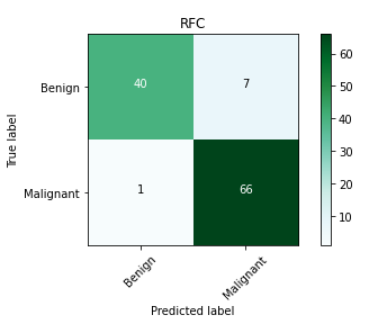 RFC
True label
Benign
40
7
Malignant
1
66
Benign
Malignant
Predicted label
60
50
40
30
20
10